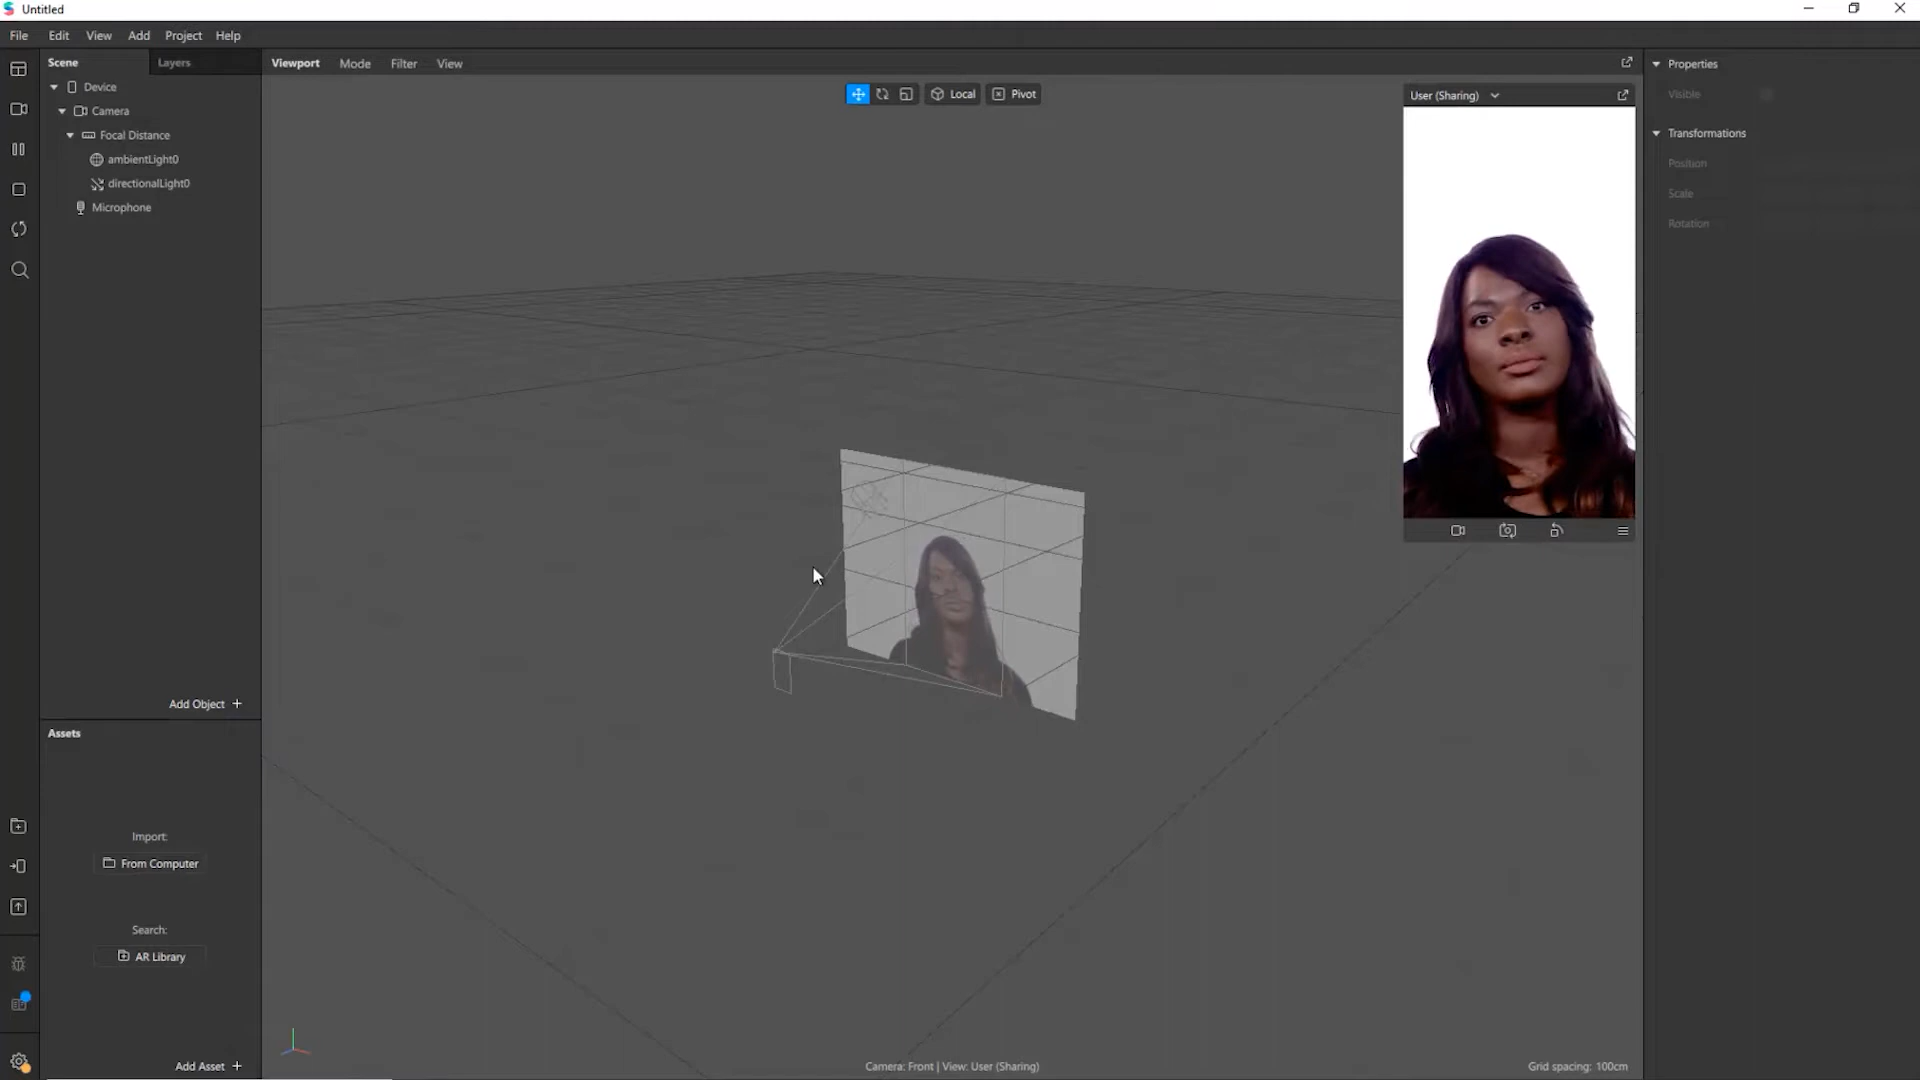 Untitled
File Edit View Add Project Help
Scene Layers
Viewport Mode Filter View
Properties
Device
Camera
Focal Distance
ambientLight0
directionalLight0
Microphone
Local Pivot
User (Sharing)
Visible
Transformations
Position
Scale
Rotation
Add Object +
Assets
Import:
From Computer
Search:
AR Library
Add Asset +
Camera: Front | View: User (Sharing)
Grid spacing: 100cm